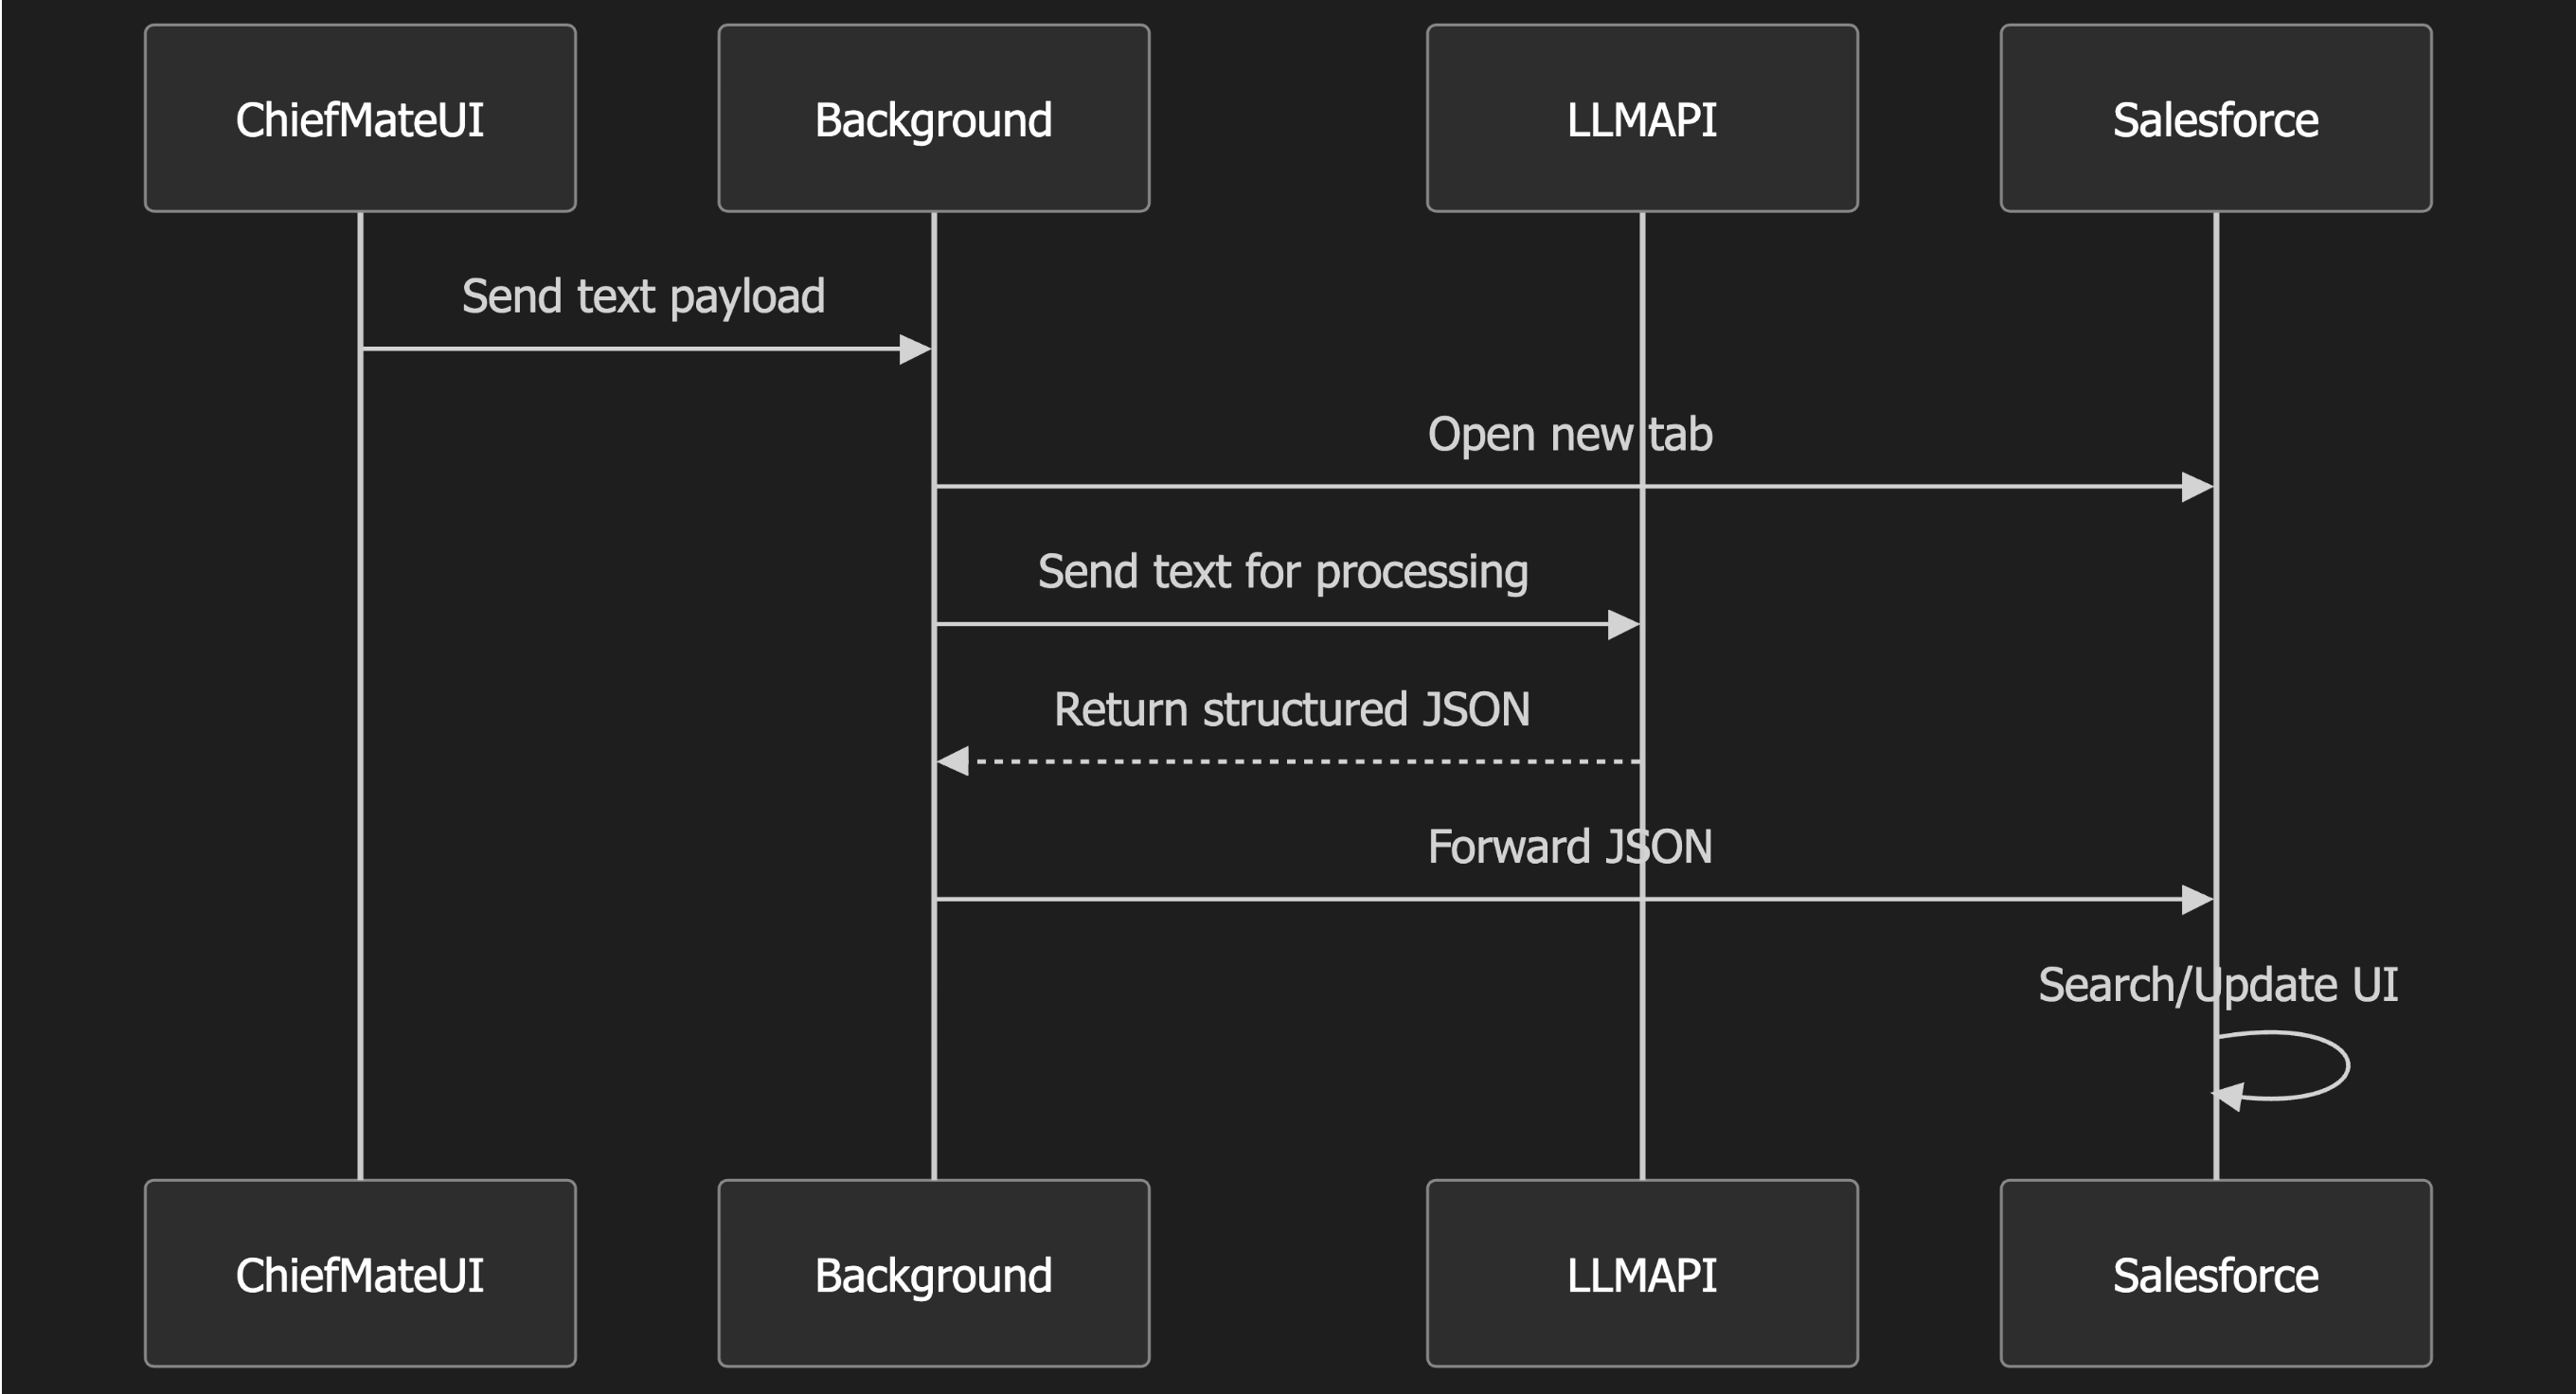 ChiefMateUI
Background
LLMAPI
Salesforce
Send text payload
Open new tab
Send text for processing
Return structured JSON
Forward JSON
Search/Update UI
ChiefMateUI
Background
LLMAPI
Salesforce